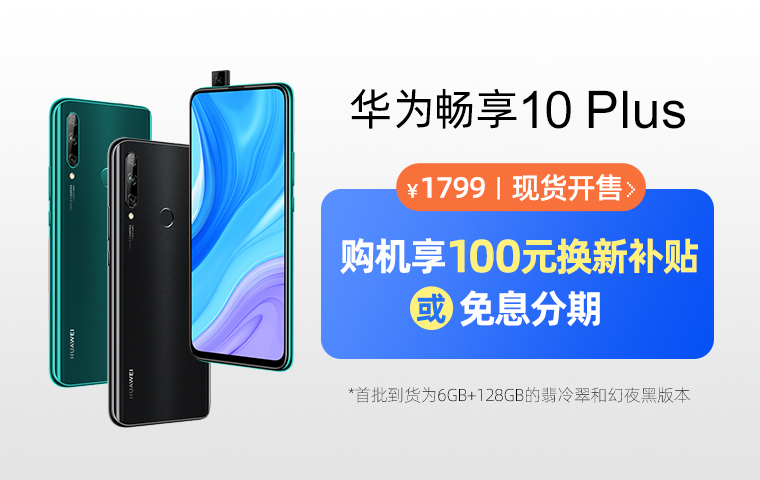 华为畅享10 Plus
¥1799 | 现货开售
购机享100元换新补贴
或 免息分期
*首批到货为6GB+128GB的翡冷翠和幻夜黑版本
HUAWEI
HUAWEI